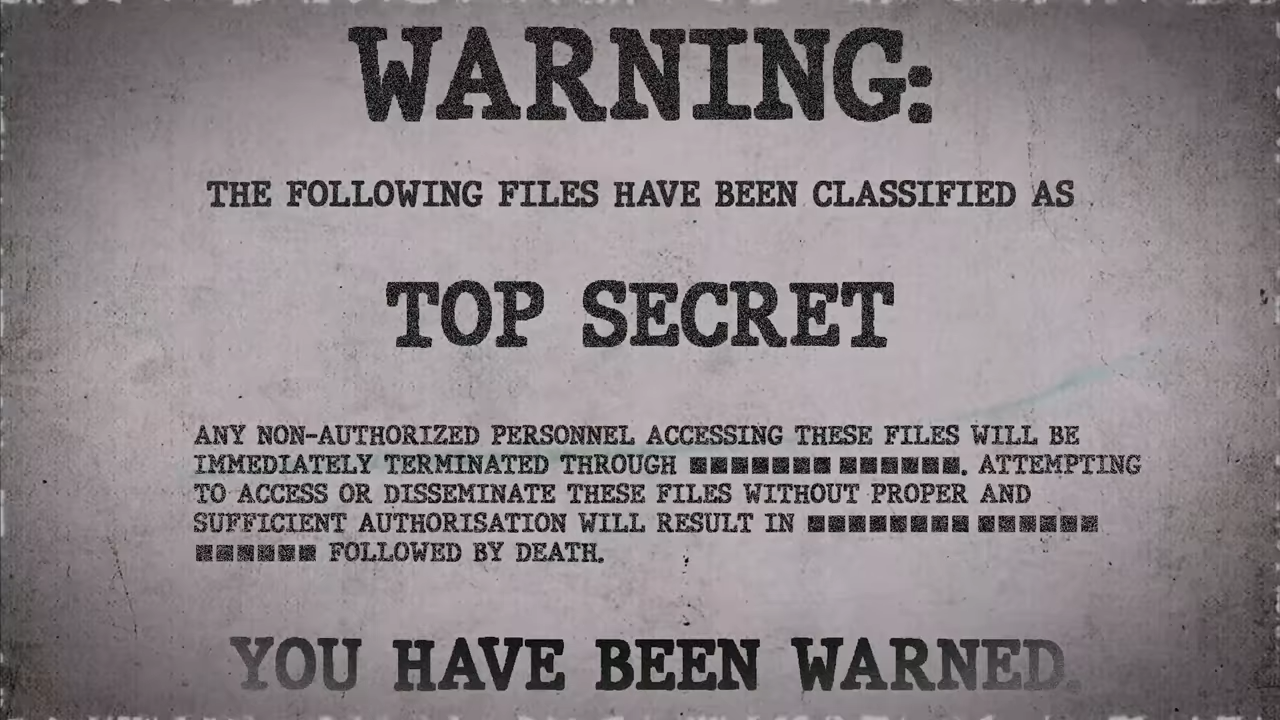 WARNING:
THE FOLLOWING FILES HAVE BEEN CLASSIFIED AS
TOP SECRET
ANY NON-AUTHORIZED PERSONNEL ACCESSING THESE FILES WILL BE
IMMEDIATELY TERMINATED THROUGH ■■■■■■■ ■■■■■■. ATTEMPTING
TO ACCESS OR DISSEMINATE THESE FILES WITHOUT PROPER AND
SUFFICIENT AUTHORISATION WILL RESULT IN ■■■■■■■■ ■■■■■■
■■■■■■ FOLLOWED BY DEATH.
YOU HAVE BEEN WARNED.